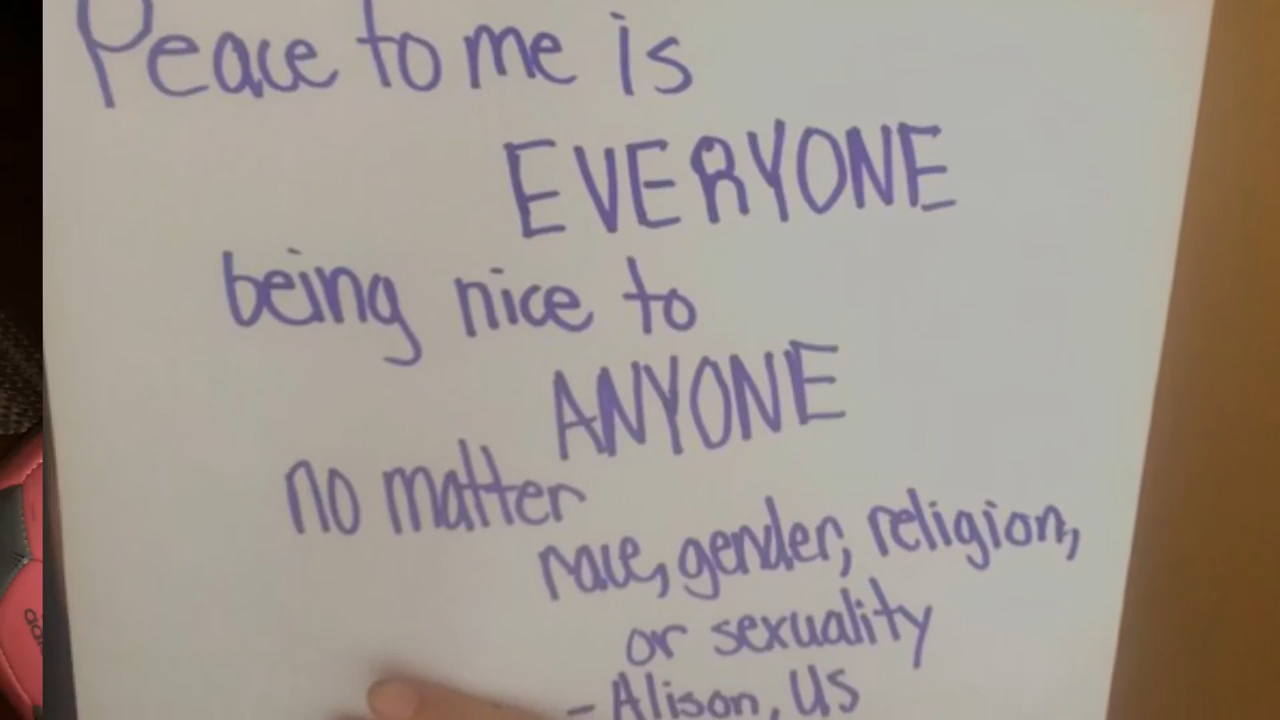 Peace to me is
EVERYONE
being nice to
ANYONE
no matter
race, gender, religion,
or sexuality
- Alison, US